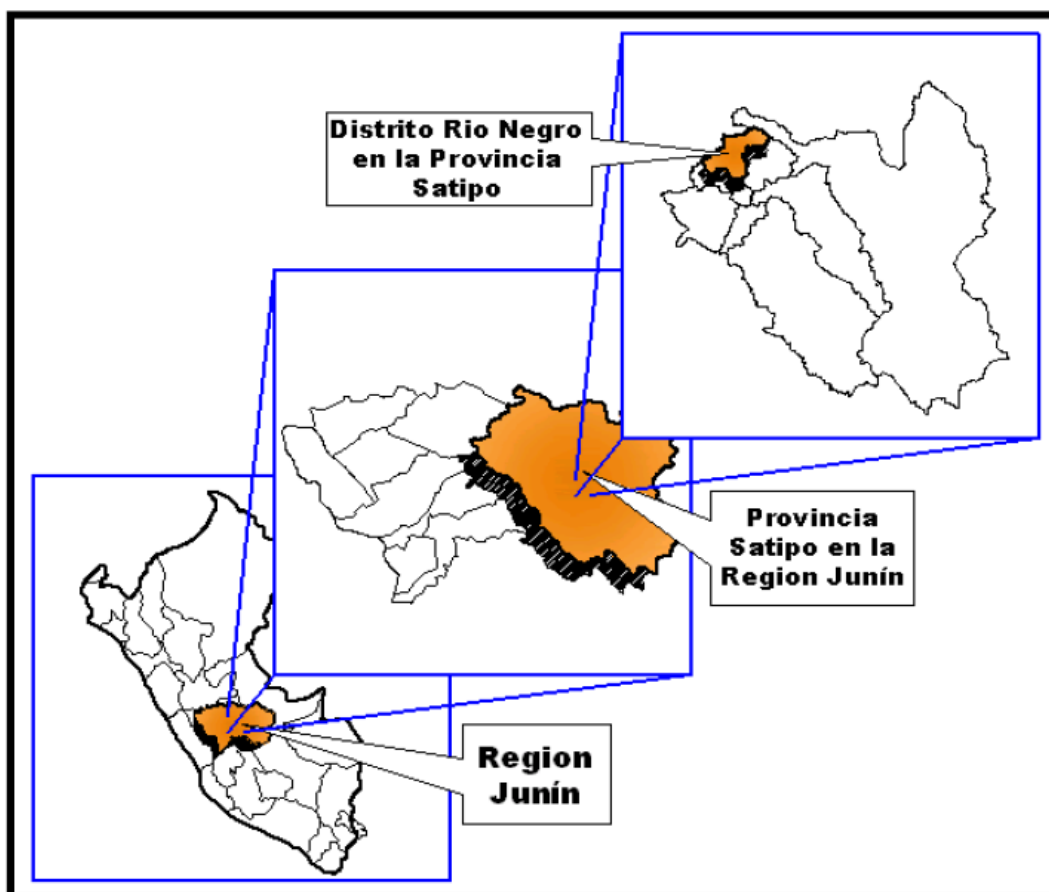 Distrito Rio Negro
en la Provincia
Satipo
Provincia
Satipo en la
Region Junín
Region
Junín